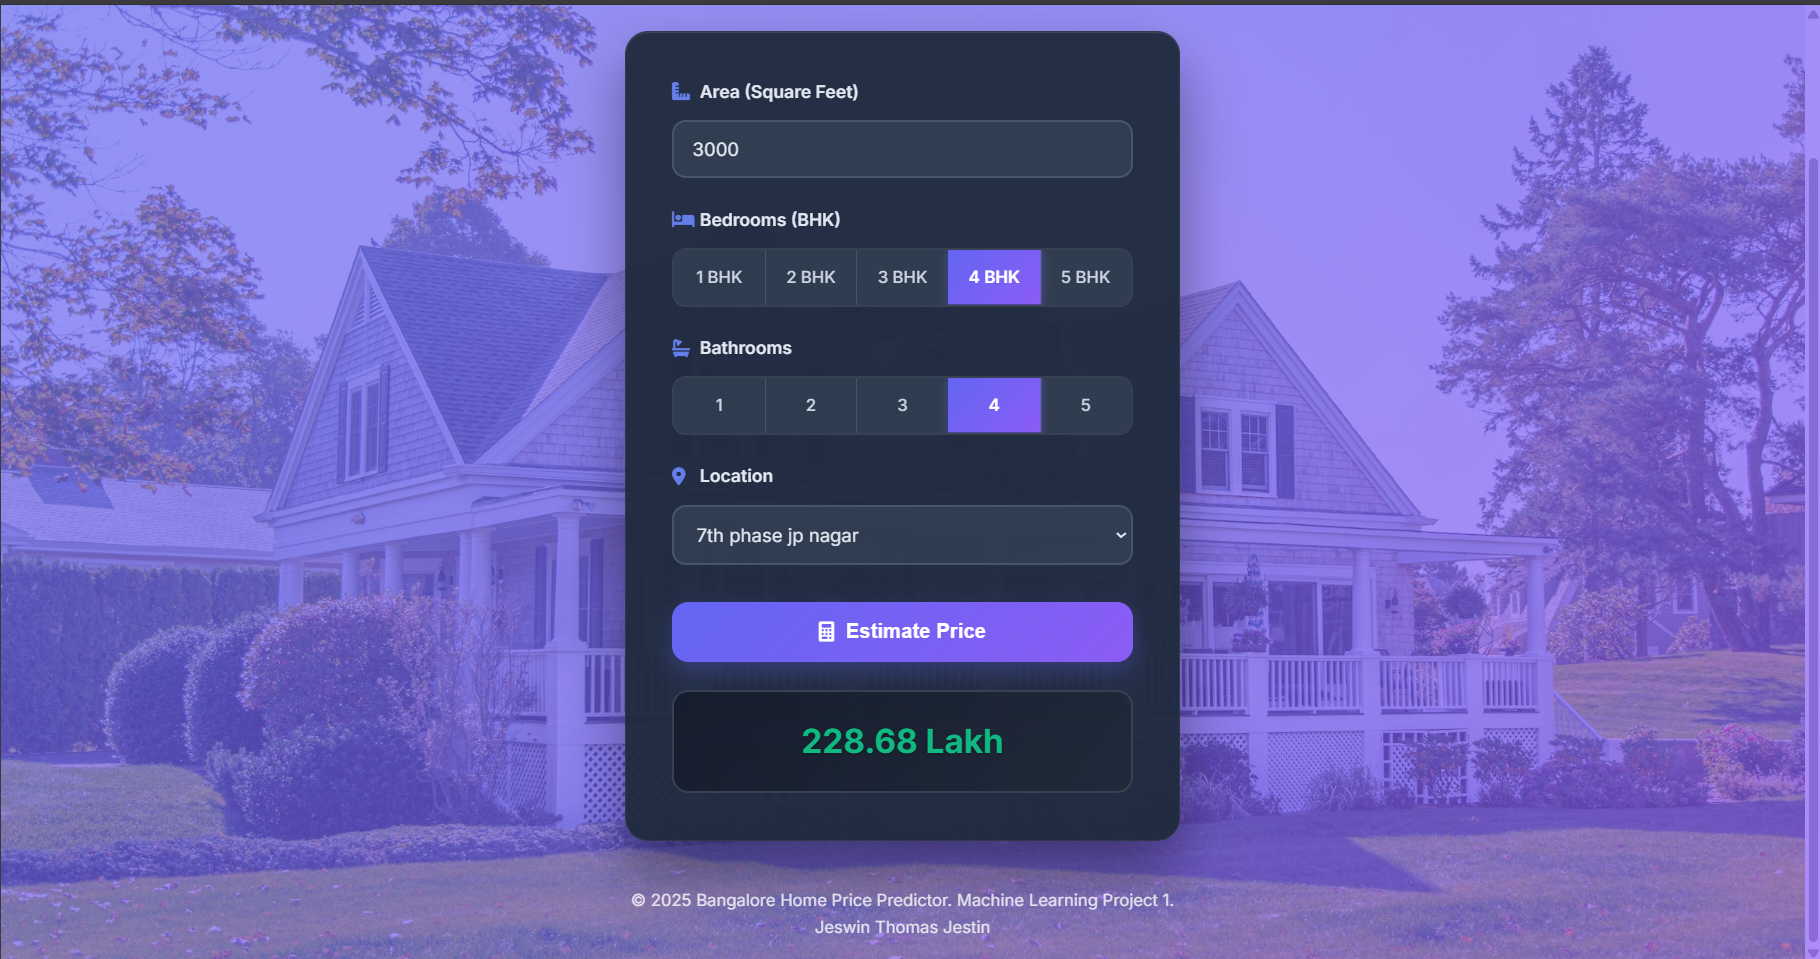 Area (Square Feet)
3000
Bedrooms (BHK)
1 BHK 2 BHK 3 BHK 4 BHK 5 BHK
Bathrooms
1 2 3 4 5
Location
7th phase jp nagar
Estimate Price
228.68 Lakh
© 2025 Bangalore Home Price Predictor. Machine Learning Project 1.
Jeswin Thomas Jestin